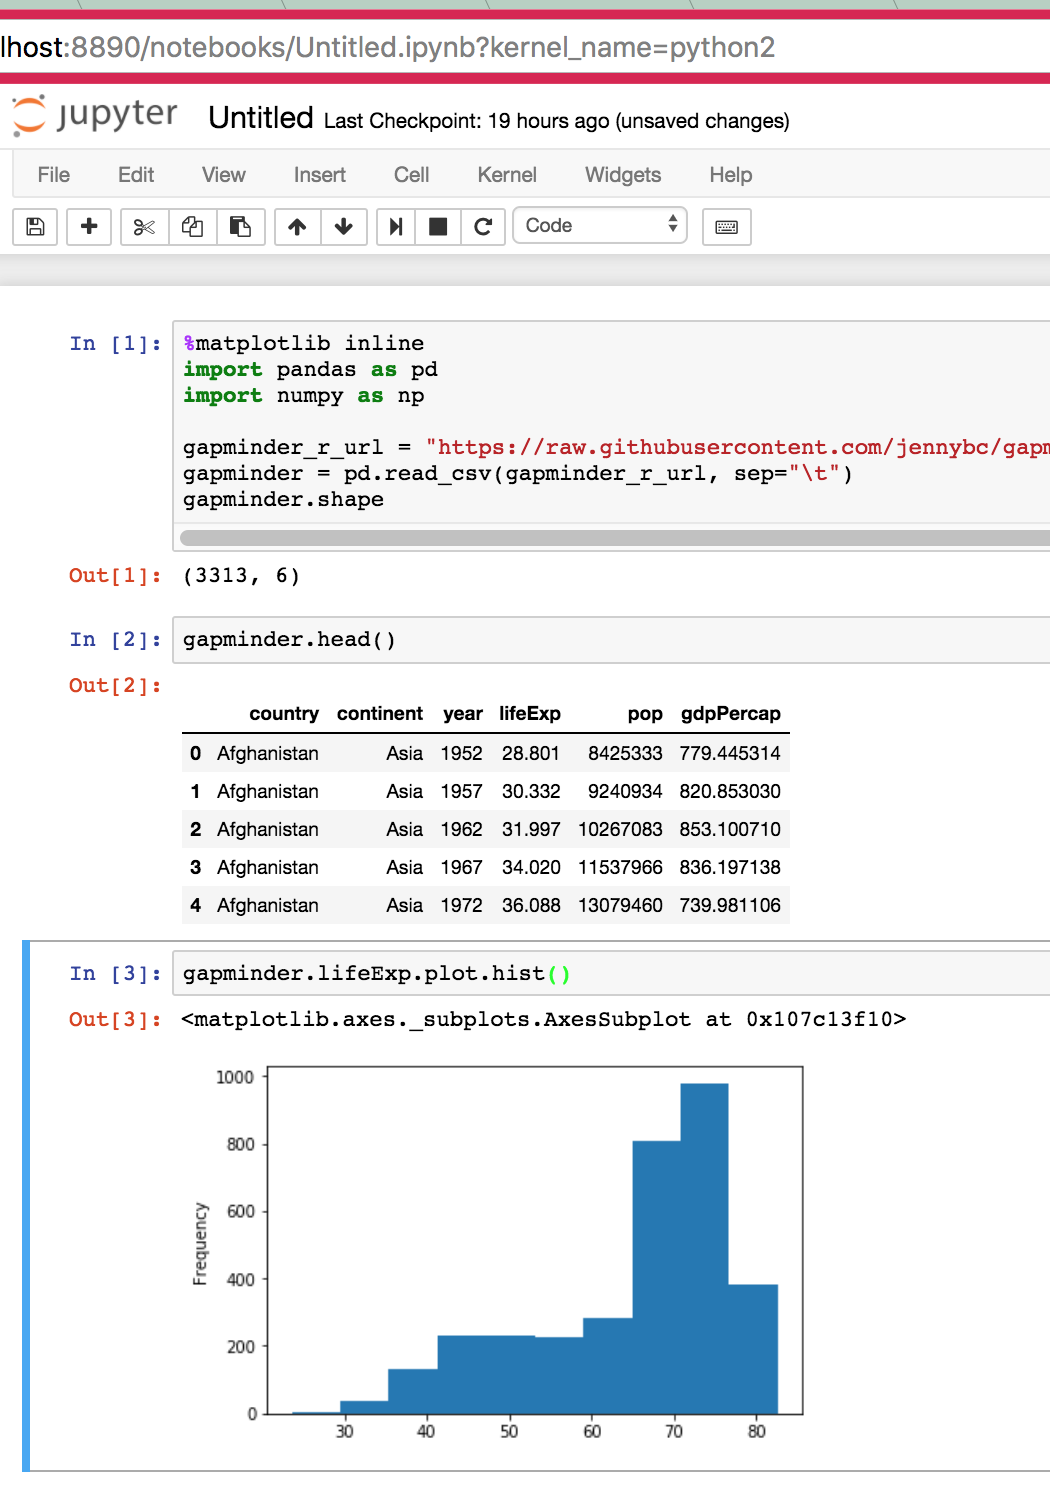 lhost:8890/notebooks/Untitled.ipynb?kernel_name=python2
jupyter Untitled Last Checkpoint: 19 hours ago (unsaved changes)
File Edit View Insert Cell Kernel Widgets Help
Code
In [1]: %matplotlib inline
import pandas as pd
import numpy as np
gapminder_r_url = "https://raw.githubusercontent.com/jennybc/gapm
gapminder = pd.read_csv(gapminder_r_url, sep="\t")
gapminder.shape
Out[1]: (3313, 6)
In [2]: gapminder.head()
Out[2]:
country continent year lifeExp pop gdpPercap
0 Afghanistan Asia 1952 28.801 8425333 779.445314
1 Afghanistan Asia 1957 30.332 9240934 820.853030
2 Afghanistan Asia 1962 31.997 10267083 853.100710
3 Afghanistan Asia 1967 34.020 11537966 836.197138
4 Afghanistan Asia 1972 36.088 13079460 739.981106
In [3]: gapminder.lifeExp.plot.hist()
Out[3]: <matplotlib.axes._subplots.AxesSubplot at 0x107c13f10>
1000
800
600
400
200
0
Frequency
30 40 50 60 70 80